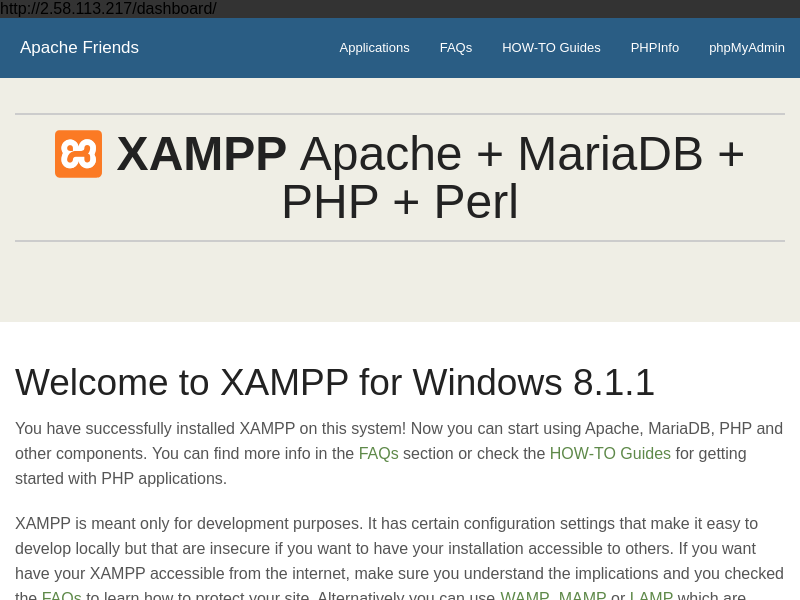 http://2.58.113.217/dashboard/
Apache Friends
Applications
FAQs
HOW-TO Guides
PHPInfo
phpMyAdmin
XAMPP Apache + MariaDB +
PHP + Perl
Welcome to XAMPP for Windows 8.1.1
You have successfully installed XAMPP on this system! Now you can start using Apache, MariaDB, PHP and
other components. You can find more info in the FAQs section or check the HOW-TO Guides for getting
started with PHP applications.
XAMPP is meant only for development purposes. It has certain configuration settings that make it easy to
develop locally but that are insecure if you want to have your installation accessible to others. If you want
have your XAMPP accessible from the internet, make sure you understand the implications and you checked
the FAQs to learn how to protect your site. Alternatively you can use WAMP, MAMP or LAMP which are